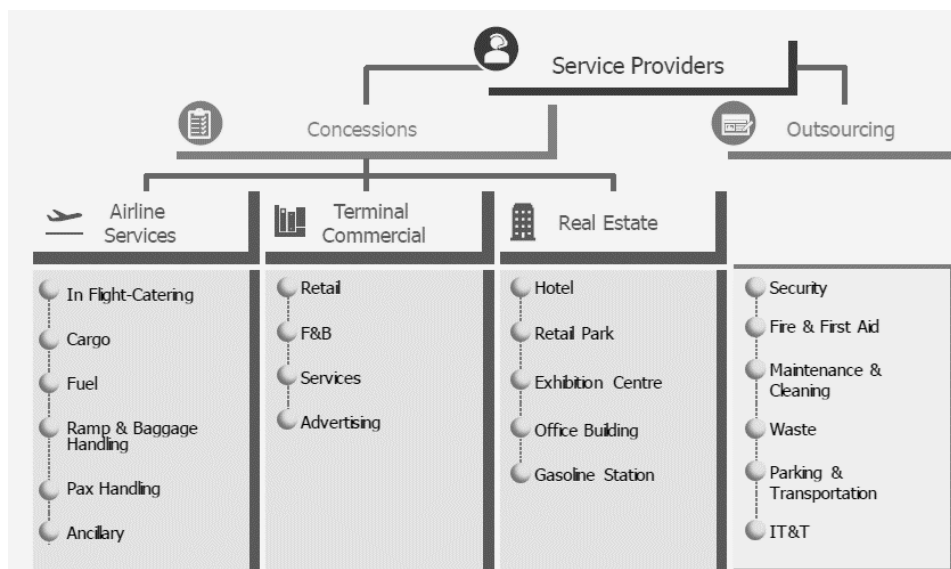 Service Providers
Concessions
Outsourcing
Airline
Services
Terminal
Commercial
Real Estate
In Flight-Catering
Cargo
Fuel
Ramp & Baggage
Handling
Pax Handling
Ancillary
Retail
F&B
Services
Advertising
Hotel
Retail Park
Exhibition Centre
Office Building
Gasoline Station
Security
Fire & First Aid
Maintenance &
Cleaning
Waste
Parking &
Transportation
IT&T